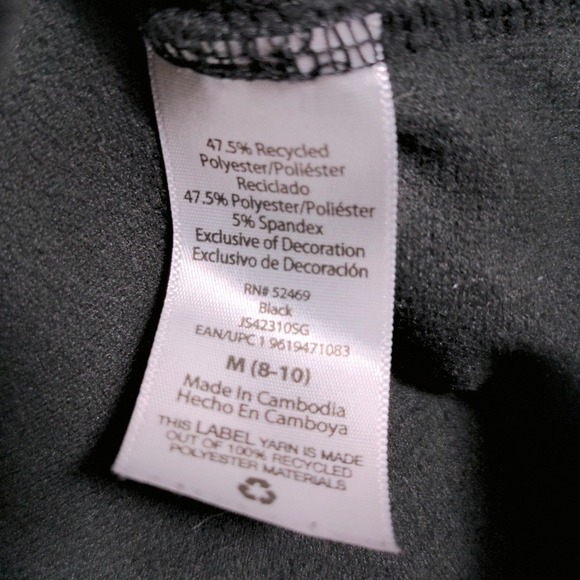 47.5% Recycled
Polyester/Poliéster
Reciclado
47.5% Polyester/Poliéster
5% Spandex
Exclusive of Decoration
Exclusivo de Decoración
RN# 52469
Black
JS42310SG
EAN/UPC 1 9619471083
M (8-10)
Made In Cambodia
Hecho En Camboya
THIS LABEL YARN IS MADE
OUT OF 100% RECYCLED
POLYESTER MATERIALS